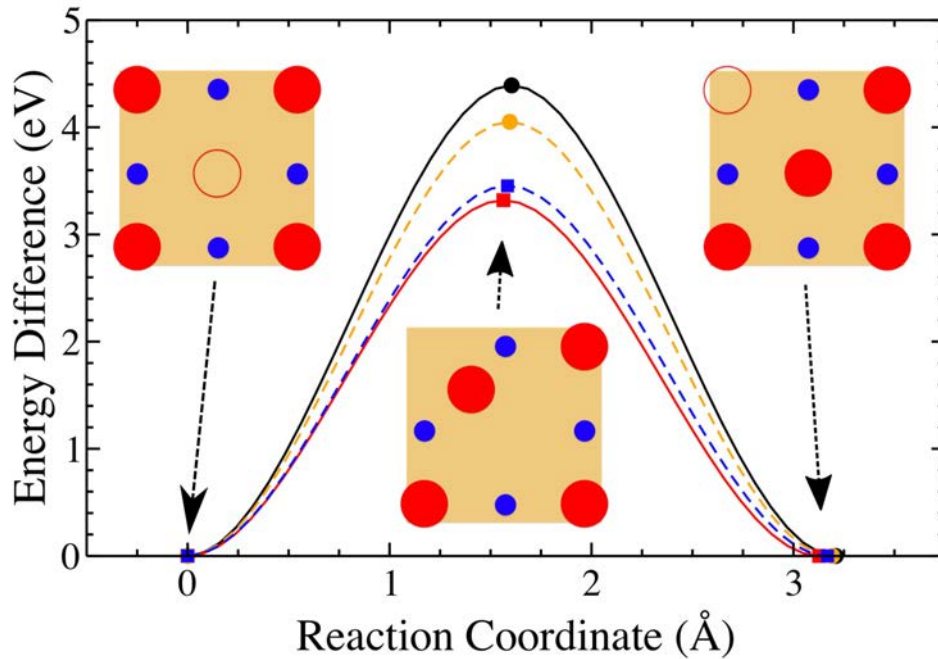 5
4
3
2
1
0
Energy Difference (eV)
0 1 2 3
Reaction Coordinate (Å)